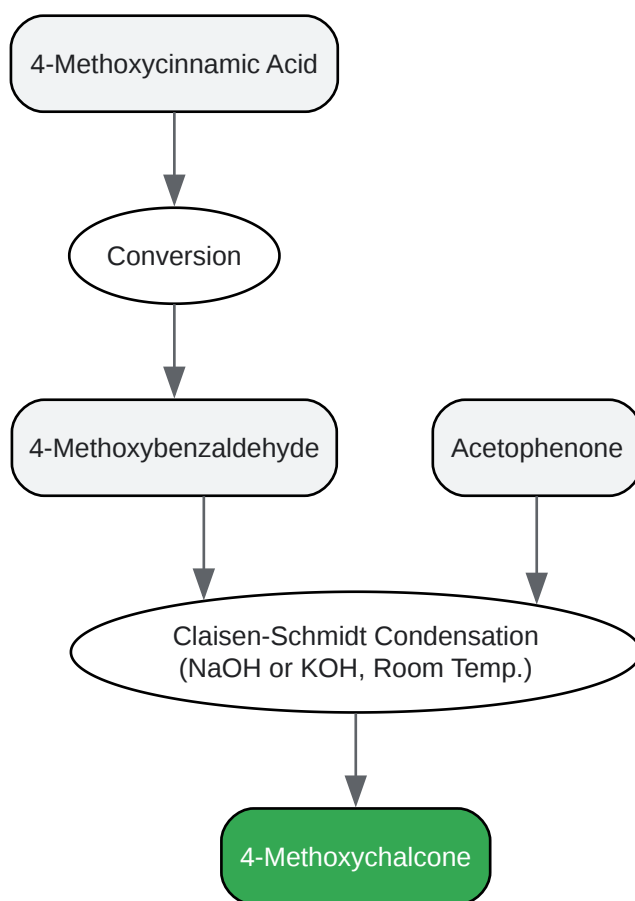 4-Methoxycinnamic Acid
Conversion
4-Methoxybenzaldehyde
Acetophenone
Claisen-Schmidt Condensation
(NaOH or KOH, Room Temp.)
4-Methoxychalcone